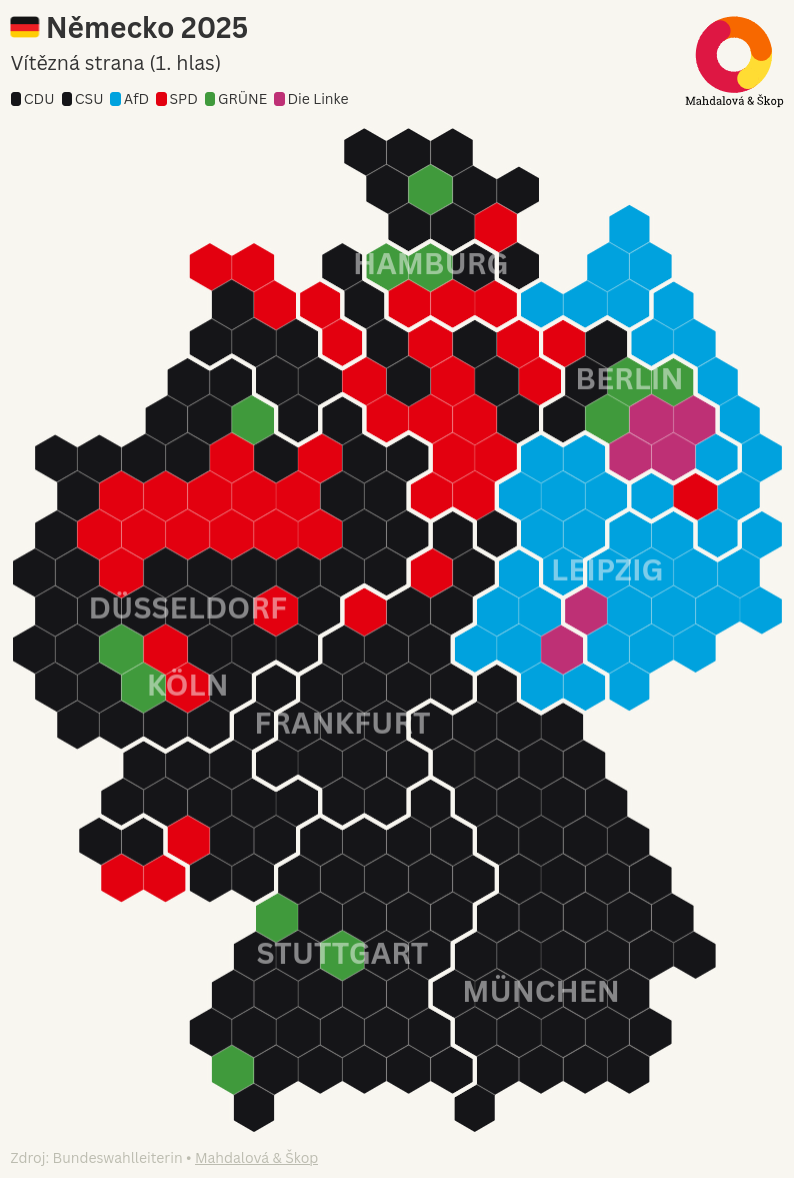 Německo 2025
Vítězná strana (1. hlas)
CDU CSU AfD SPD GRÜNE Die Linke
Mahdalová & Škop
HAMBURG
BERLIN
LEIPZIG
DÜSSELDORF
KÖLN
FRANKFURT
STUTTGART
MÜNCHEN
Zdroj: Bundeswahlleiterin • Mahdalová & Škop